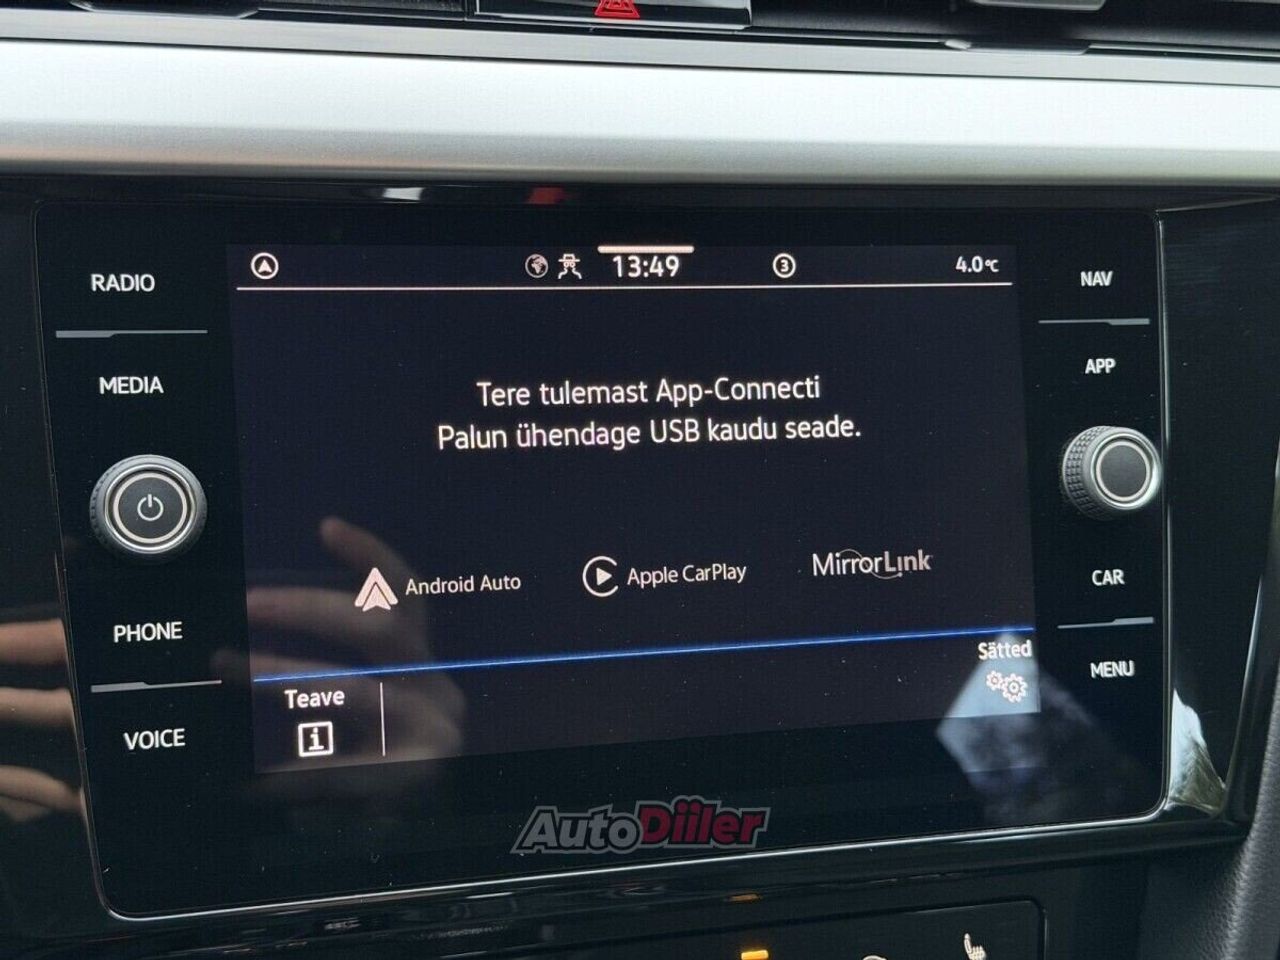 RADIO
MEDIA
PHONE
VOICE
13:49
3
4.0°C
Tere tulemast App-Connecti
Palun ühendage USB kaudu seade.
Android Auto
Apple CarPlay
MirrorLink
Teave
i
Sätted
NAV
APP
CAR
MENU
AutoDiiler